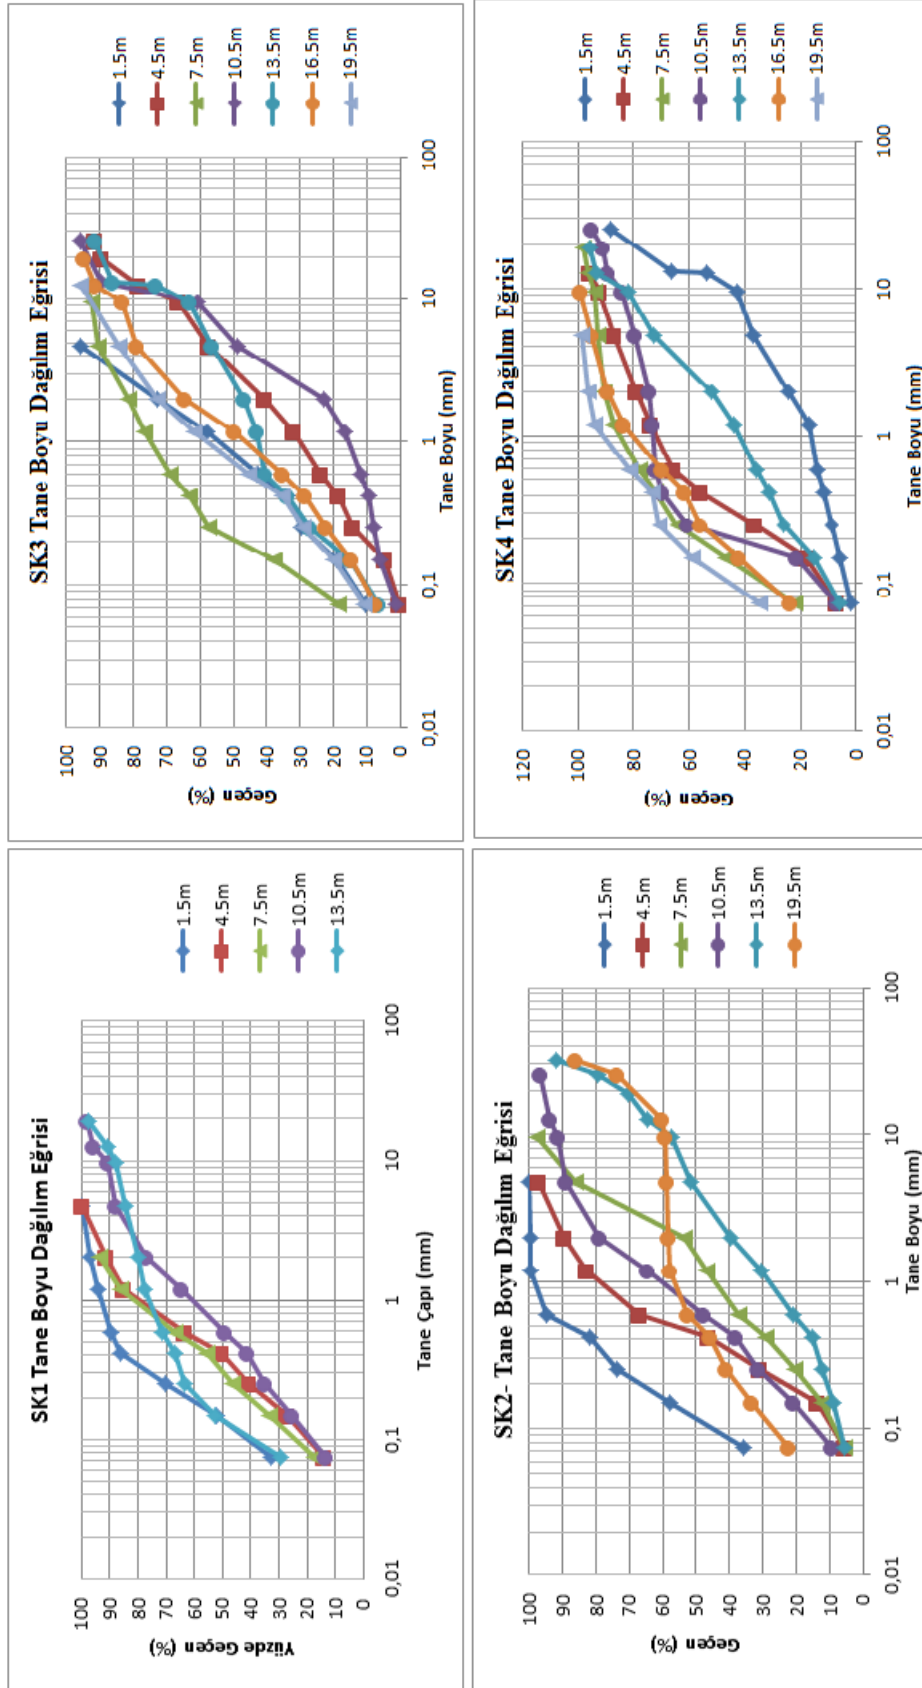 SK1 Tane Boyu Dağılım Eğrisi
Yüzde Geçen (%)
100
90
80
70
60
50
40
30
20
10
0
0,01
0,1
1
10
100
Tane Çapı (mm)
1.5m
4.5m
7.5m
10.5m
13.5m
SK3 Tane Boyu Dağılım Eğrisi
Geçen (%)
100
90
80
70
60
50
40
30
20
10
0
0,01
0,1
1
10
100
Tane Boyu (mm)
1.5m
4.5m
7.5m
10.5m
13.5m
16.5m
19.5m
SK2- Tane Boyu Dağılım Eğrisi
Geçen (%)
100
90
80
70
60
50
40
30
20
10
0
0,01
0,1
1
10
100
Tane Boyu (mm)
1.5m
4.5m
7.5m
10.5m
13.5m
19.5m
SK4 Tane Boyu Dağılım Eğrisi
Geçen (%)
120
100
80
60
40
20
0
0,01
0,1
1
10
100
Tane Boyu (mm)
1.5m
4.5m
7.5m
10.5m
13.5m
16.5m
19.5m